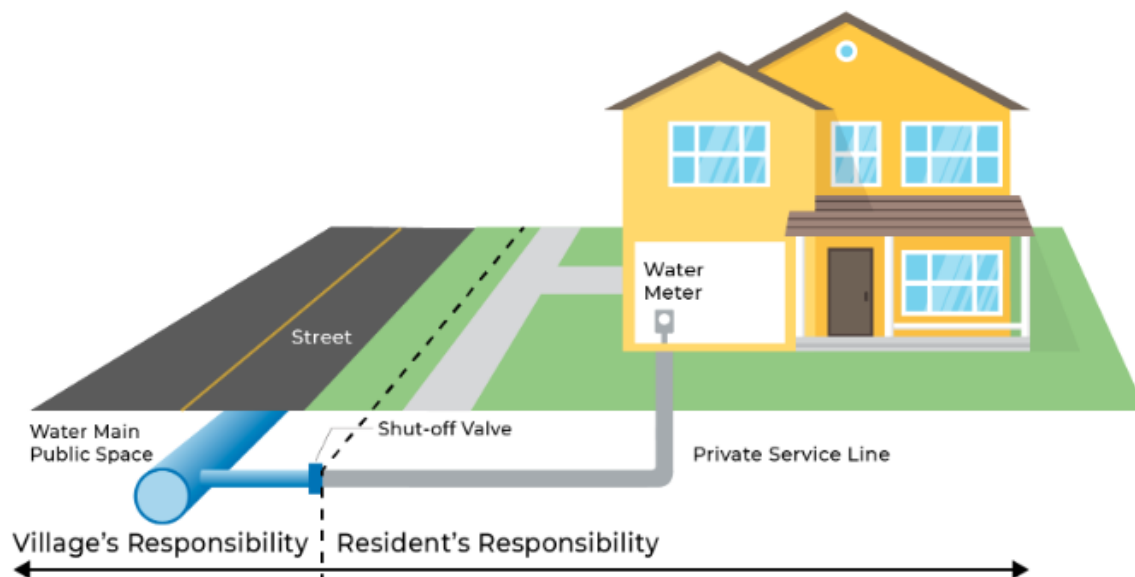 Water
Meter
Street
Water Main
Public Space
Shut-off Valve
Private Service Line
Village's Responsibility
Resident's Responsibility